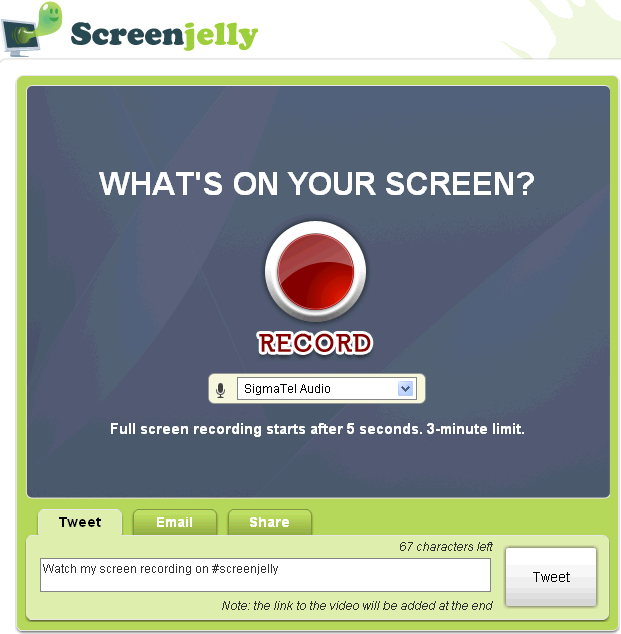 Screenjelly
WHAT'S ON YOUR SCREEN?
RECORD
SigmaTel Audio
Full screen recording starts after 5 seconds. 3-minute limit.
Tweet
Email
Share
67 characters left
Watch my screen recording on #screenjelly
Tweet
Note: the link to the video will be added at the end